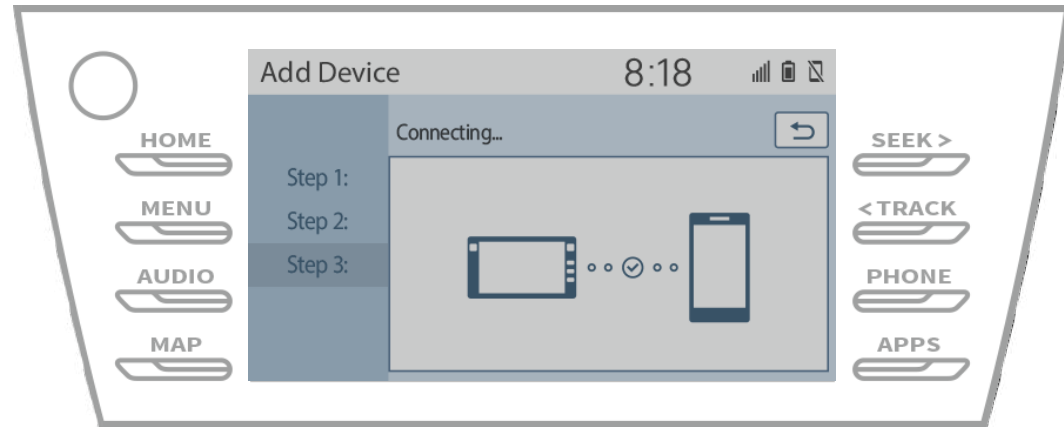 Add Device
8:18
HOME
MENU
AUDIO
MAP
Connecting...
Step 1:
Step 2:
Step 3:
SEEK >
< TRACK
PHONE
APPS